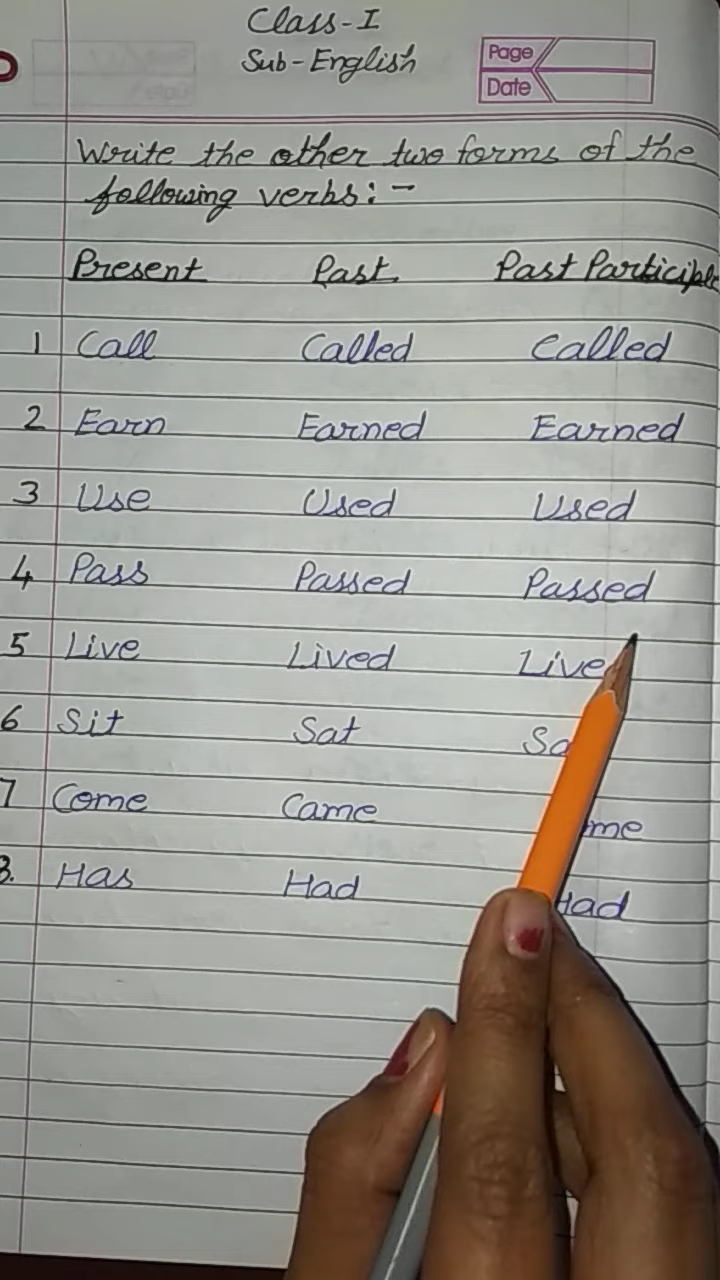 Class-I
Sub-English
Page
Date
Write the other two forms of the
following verbs:-
Present Past Past Participle
1 Call Called Called
2 Earn Earned Earned
3 Use Used Used
4 Pass Passed Passed
5 Live Lived Live
6 Sit Sat
7 Come Came
8. Has Had Had